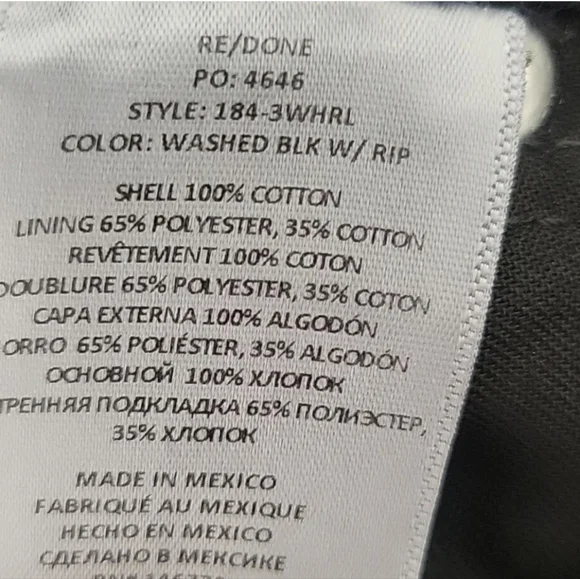 RE/DONE
PO: 4646
STYLE: 184-3WHRL
COLOR: WASHED BLK W/ RIP
SHELL 100% COTTON
LINING 65% POLYESTER, 35% COTTON
REVÊTEMENT 100% COTON
DOUBLURE 65% POLYESTER, 35% COTON
CAPA EXTERNA 100% ALGODÓN
ORRO 65% POLIÉSTER, 35% ALGODÓN
ОСНОВНОЙ 100% ХЛОПОК
ТРЕННЯЯ ПОДКЛАДКА 65% ПОЛИЭСТЕР,
35% ХЛОПОК
MADE IN MEXICO
FABRIQUÉ AU MEXIQUE
HECHO EN MEXICO
СДЕЛАНО В МЕКСИКЕ